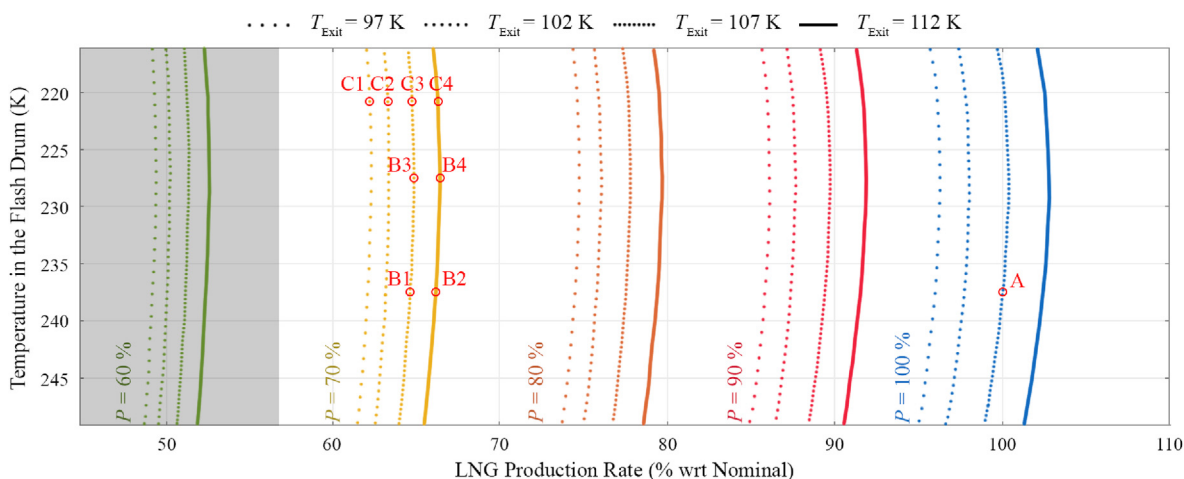 T_Exit = 97 K T_Exit = 102 K T_Exit = 107 K T_Exit = 112 K
Temperature in the Flash Drum (K)
220
225
230
235
240
245
C1 C2 C3 C4
B3 B4
B1 B2
A
P = 60 %
P = 70 %
P = 80 %
P = 90 %
P = 100 %
50 60 70 80 90 100 110
LNG Production Rate (% wrt Nominal)